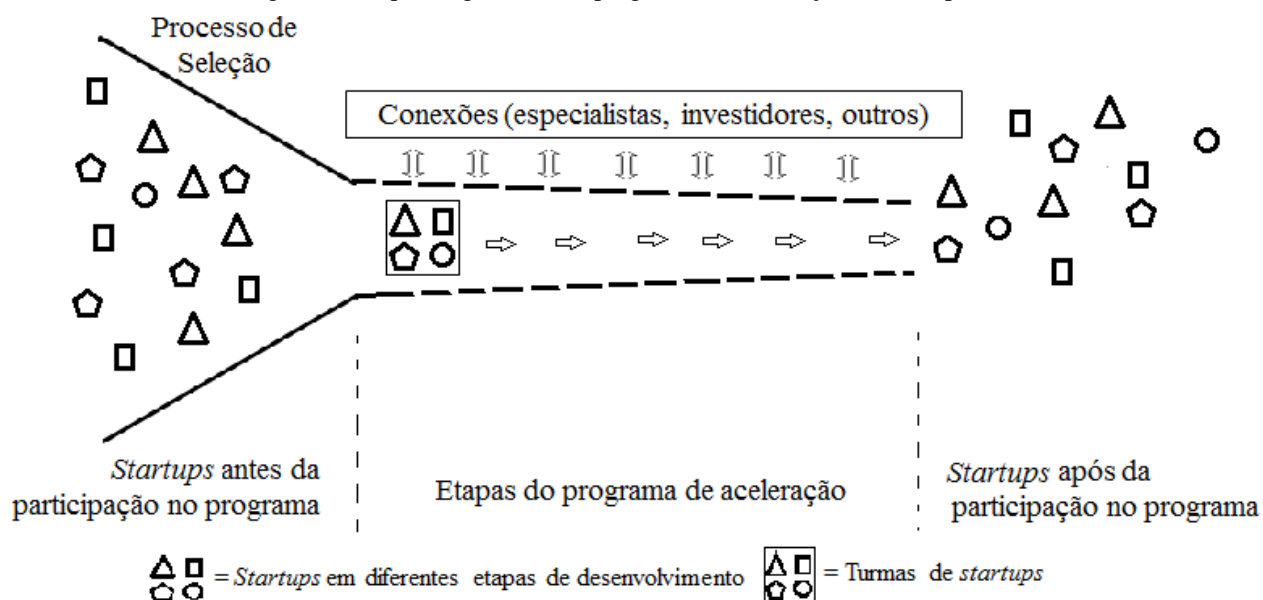 Processo de
Seleção
Conexões (especialistas, investidores, outros)
Startups antes da
participação no programa
Etapas do programa de aceleração
Startups após da
participação no programa
= Startups em diferentes etapas de desenvolvimento
= Turmas de startups